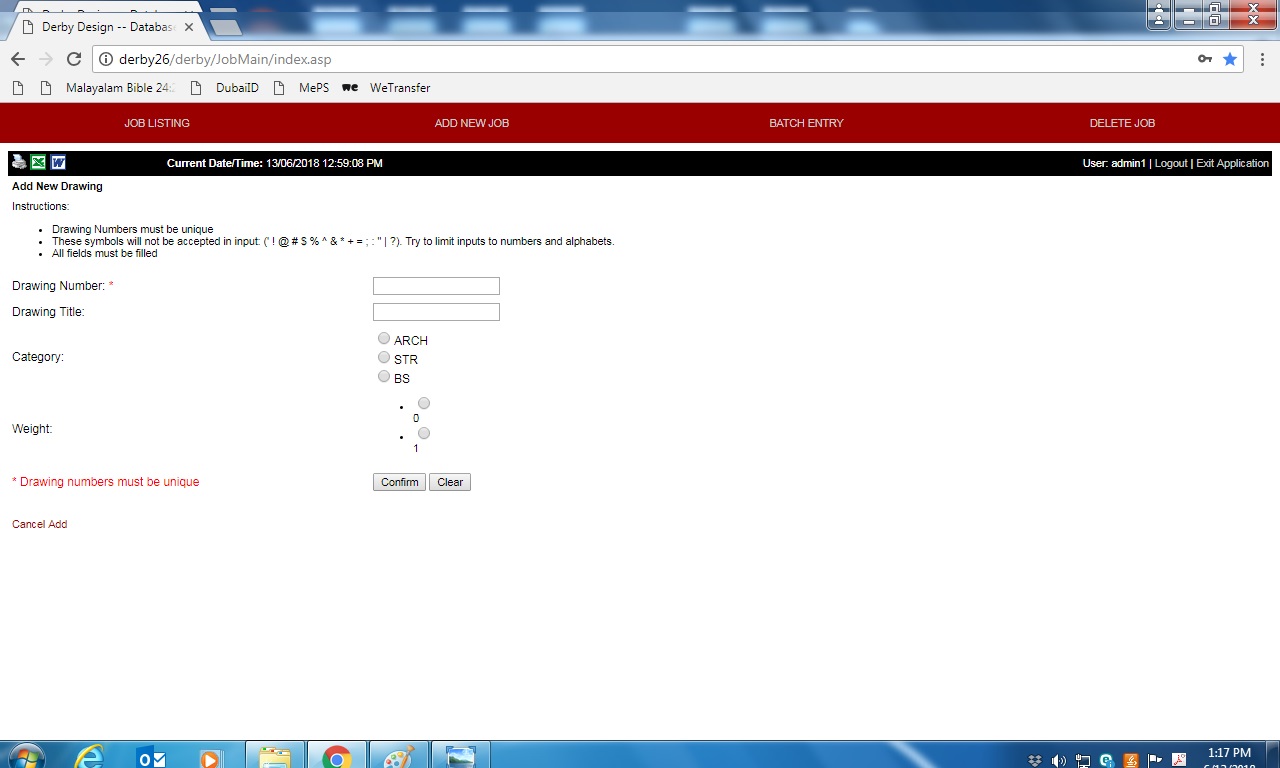 Derby Design -- Database
derby26/derby/JobMain/index.asp
Malayalam Bible 24: DubaiID MePS we WeTransfer
JOB LISTING ADD NEW JOB BATCH ENTRY DELETE JOB
Current Date/Time: 13/06/2018 12:59:08 PM User: admin1 | Logout | Exit Application
Add New Drawing
Instructions:
• Drawing Numbers must be unique
• These symbols will not be accepted in input: (' ! @ # $ % ^ & * + = ; : " | ?). Try to limit inputs to numbers and alphabets.
• All fields must be filled
Drawing Number: *
Drawing Title:
Category:
ARCH
STR
BS
Weight:
0
1
* Drawing numbers must be unique Confirm Clear
Cancel Add
1:17 PM